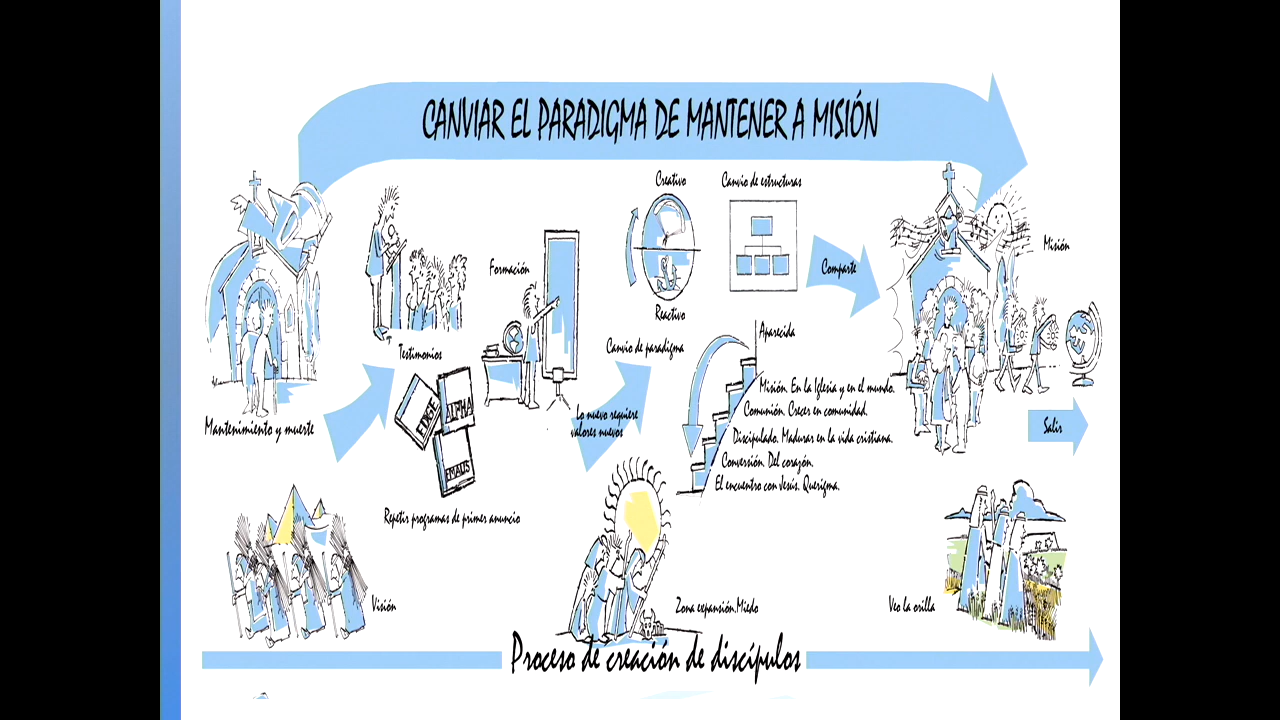 CANVIAR EL PARADIGMA DE MANTENER A MISIÓN
Creativo
Canvio de estructuras
Misión
Formación
Comparte
Reactivo
Aparecida
Canvio de paradigma
Testimonios
Misión. En la Iglesia y en el mundo.
Comunión. Crecer en comunidad.
Lo nuevo requiere
valores nuevos
Mantenimiento y muerte
Salir
Discipulado. Madurar en la vida cristiana.
Conversión. Del corazón.
El encuentro con Jesús. Querigma.
ALPHA
EMAUS
Repetir programas de primer anuncio
Visión
Zona expansión.Miedo
Veo la orilla
Proceso de creación de discípulos